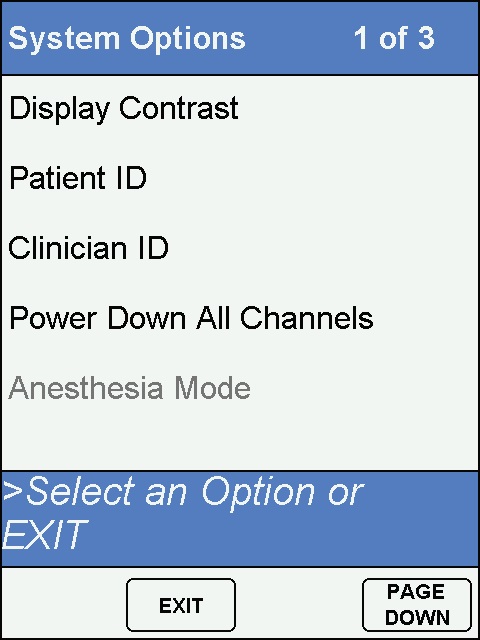 System Options 1 of 3
Display Contrast
Patient ID
Clinician ID
Power Down All Channels
Anesthesia Mode
>Select an Option or
EXIT
EXIT
PAGE
DOWN